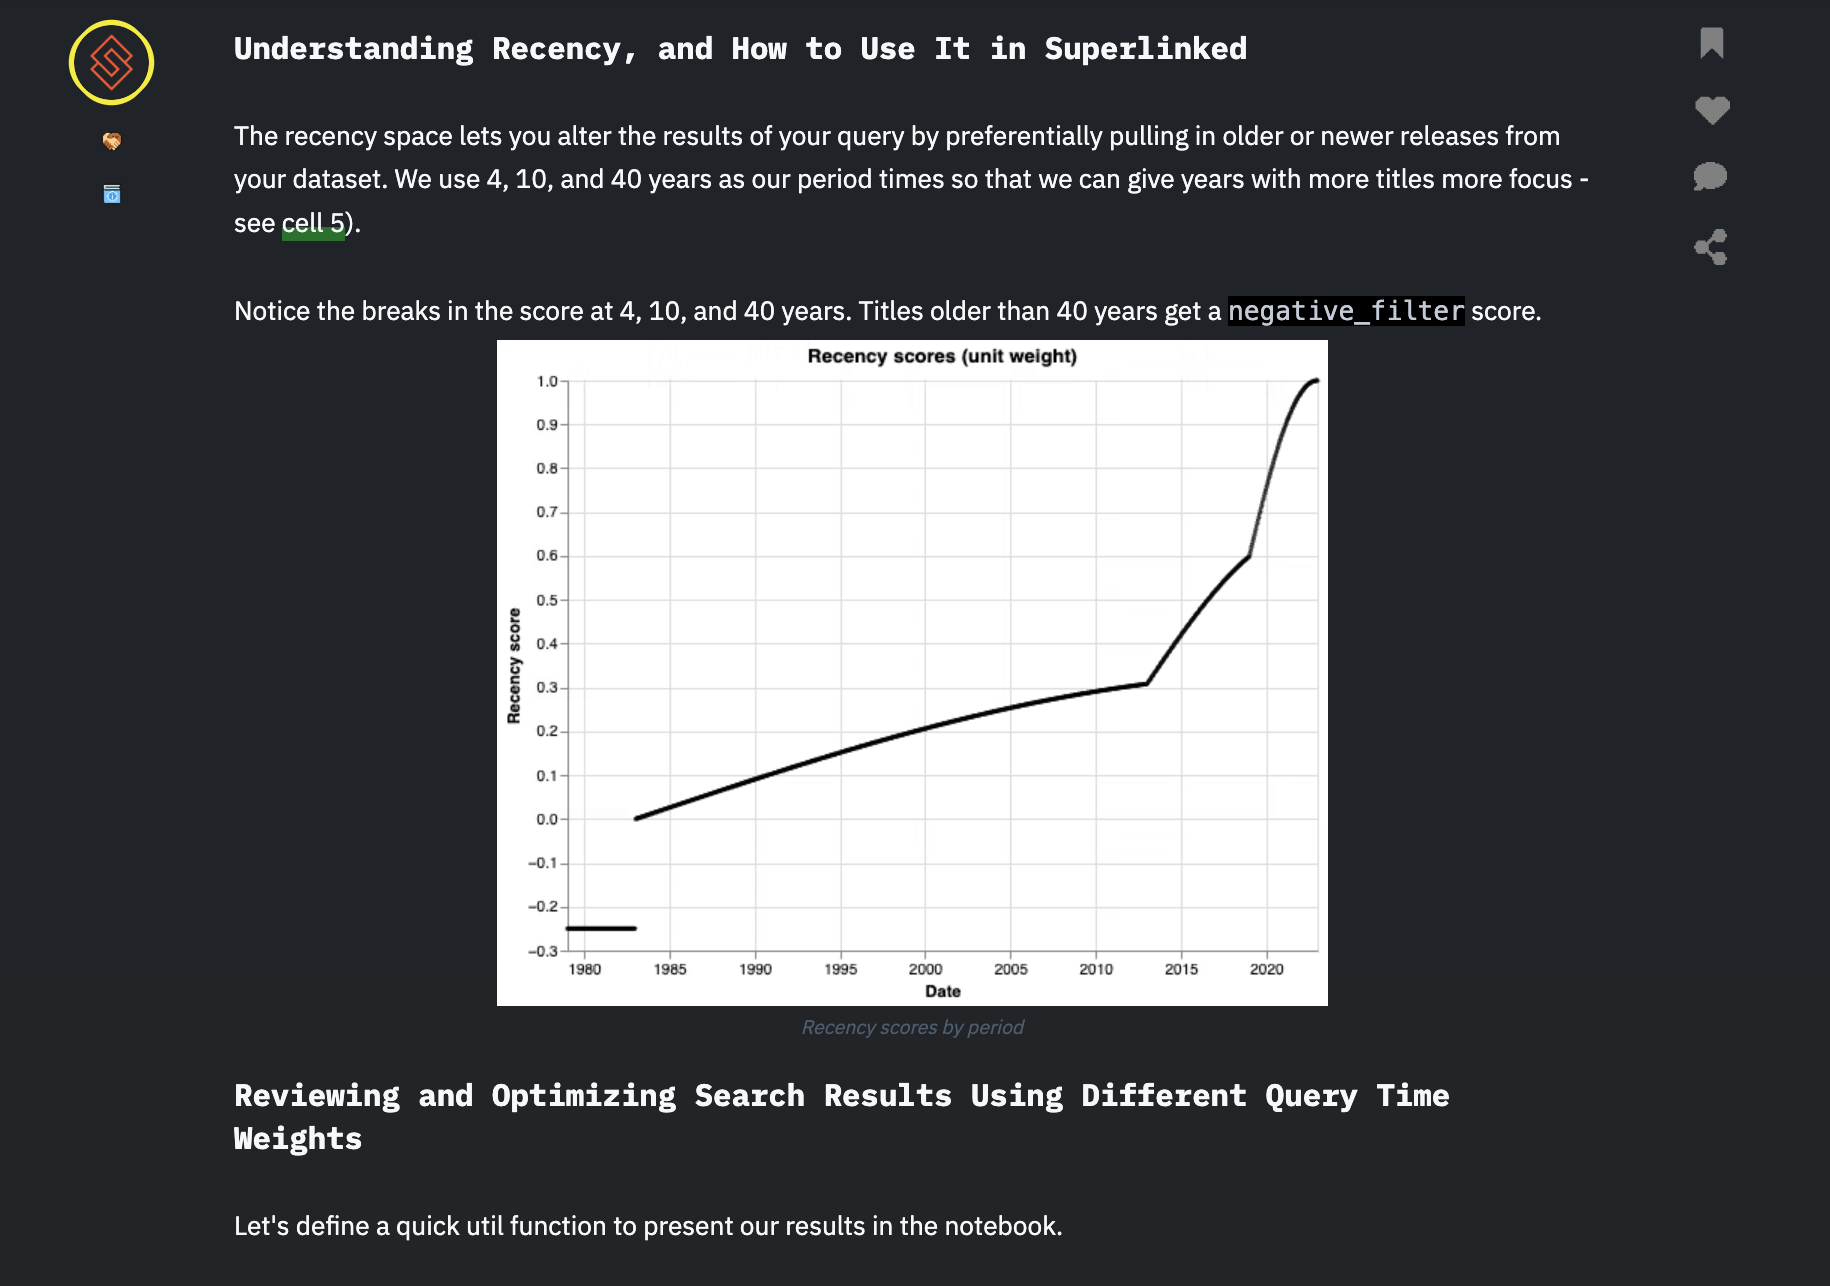 Understanding Recency, and How to Use It in Superlinked
The recency space lets you alter the results of your query by preferentially pulling in older or newer releases from
your dataset. We use 4, 10, and 40 years as our period times so that we can give years with more titles more focus -
see cell 5).
Notice the breaks in the score at 4, 10, and 40 years. Titles older than 40 years get a negative_filter score.
Recency scores (unit weight)
1.0
0.9
0.8
0.7
0.6
0.5
0.4
0.3
0.2
0.1
0.0
−0.1
−0.2
−0.3
Recency score
1980 1985 1990 1995 2000 2005 2010 2015 2020
Date
Recency scores by period
Reviewing and Optimizing Search Results Using Different Query Time
Weights
Let's define a quick util function to present our results in the notebook.